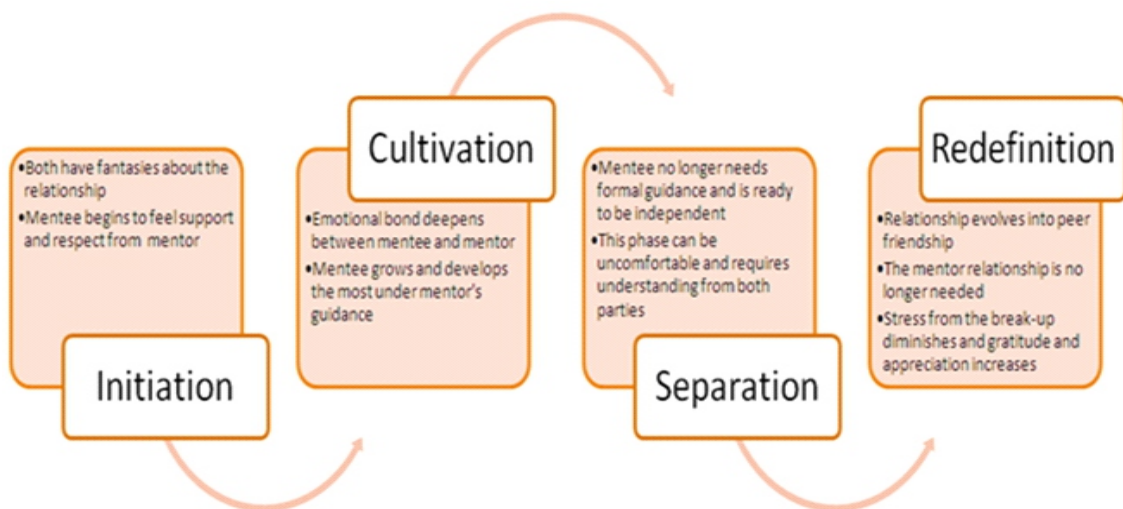 •Both have fantasies about the
relationship
•Mentee begins to feel support
and respect from mentor
Initiation
Cultivation
•Emotional bond deepens
between mentee and mentor
•Mentee grows and develops
the most under mentor's
guidance
•Mentee no longer needs
formal guidance and is ready
to be independent
•This phase can be
uncomfortable and requires
understanding from both
parties
Separation
Redefinition
•Relationship evolves into peer
friendship
•The mentor relationship is no
longer needed
•Stress from the break-up
diminishes and gratitude and
appreciation increases